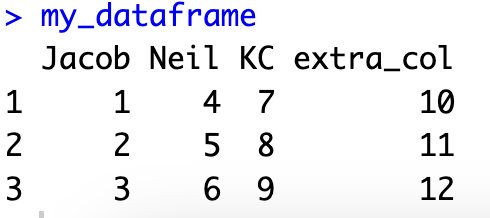 > my_dataframe
  Jacob Neil KC extra_col
1     1    4  7        10
2     2    5  8        11
3     3    6  9        12